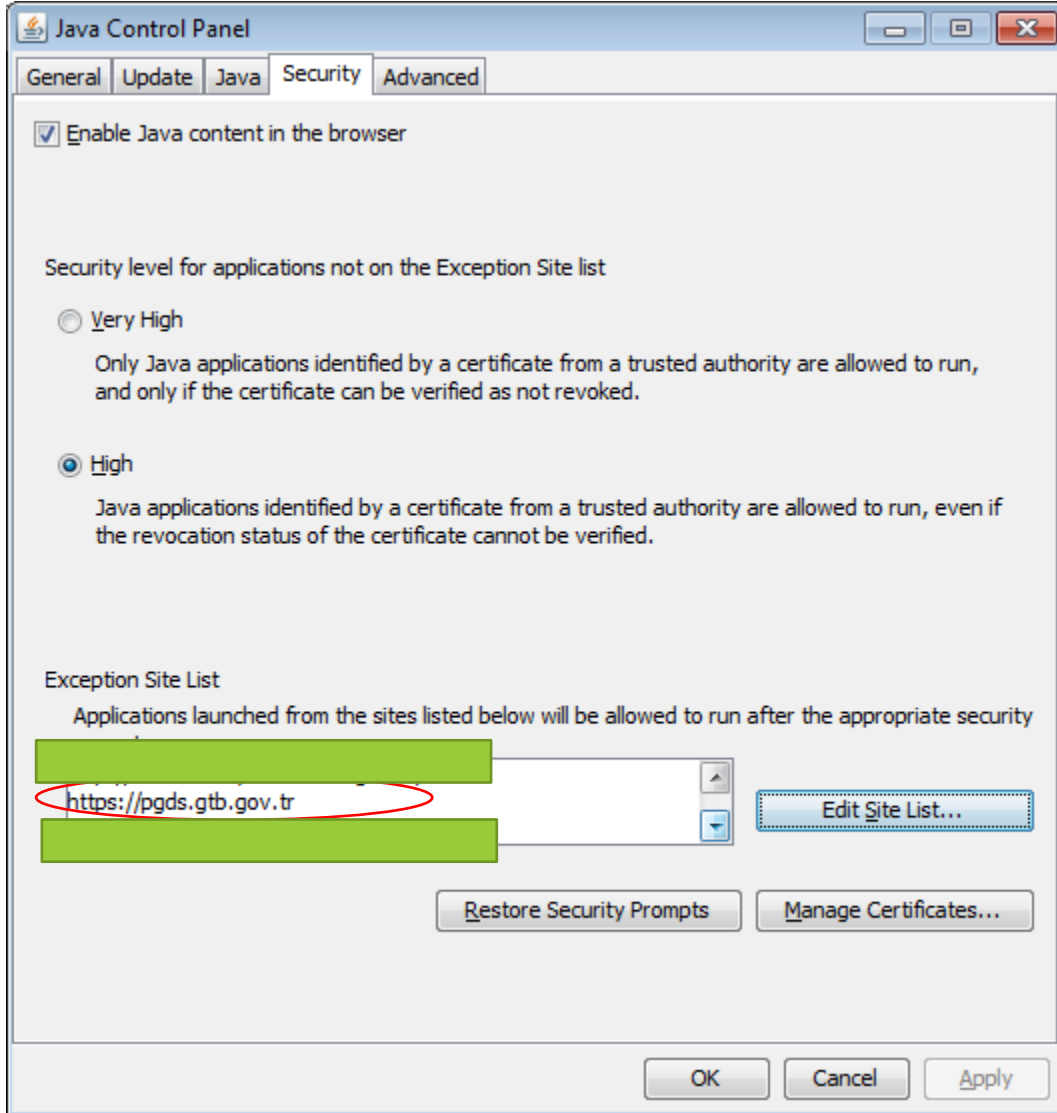 Java Control Panel
General Update Java Security Advanced
Enable Java content in the browser
Security level for applications not on the Exception Site list
Very High
Only Java applications identified by a certificate from a trusted authority are allowed to run,
and only if the certificate can be verified as not revoked.
High
Java applications identified by a certificate from a trusted authority are allowed to run, even if
the revocation status of the certificate cannot be verified.
Exception Site List
Applications launched from the sites listed below will be allowed to run after the appropriate security
https://pgds.gtb.gov.tr
Edit Site List...
Restore Security Prompts
Manage Certificates...
OK
Cancel
Apply